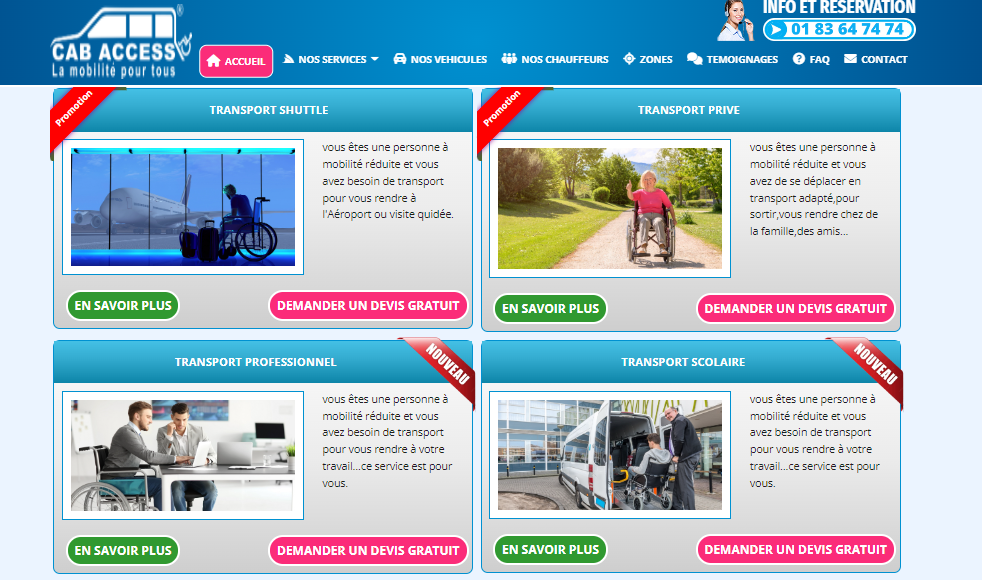 INFO ET RESERVATION
01 83 64 74 74
CAB ACCESS
La mobilité pour tous
ACCUEIL
NOS SERVICES
NOS VEHICULES
NOS CHAUFFEURS
ZONES
TEMOIGNAGES
FAQ
CONTACT
Promotion
TRANSPORT SHUTTLE
vous êtes une personne à
mobilité réduite et vous
avez besoin de transport
pour vous rendre à
l'Aéroport ou visite quidée.
EN SAVOIR PLUS
DEMANDER UN DEVIS GRATUIT
Promotion
TRANSPORT PRIVE
vous êtes une personne à
mobilité réduite et vous
avez de se déplacer en
transport adapté,pour
sortir,vous rendre chez de
la famille,des amis...
EN SAVOIR PLUS
DEMANDER UN DEVIS GRATUIT
TRANSPORT PROFESSIONNEL
NOUVEAU
vous êtes une personne à
mobilité réduite et vous
avez besoin de transport
pour vous rendre à votre
travail...ce service est pour
vous.
EN SAVOIR PLUS
DEMANDER UN DEVIS GRATUIT
TRANSPORT SCOLAIRE
NOUVEAU
vous êtes une personne à
mobilité réduite et vous
avez besoin de transport
pour vous rendre à votre
travail...ce service est pour
vous.
EN SAVOIR PLUS
DEMANDER UN DEVIS GRATUIT